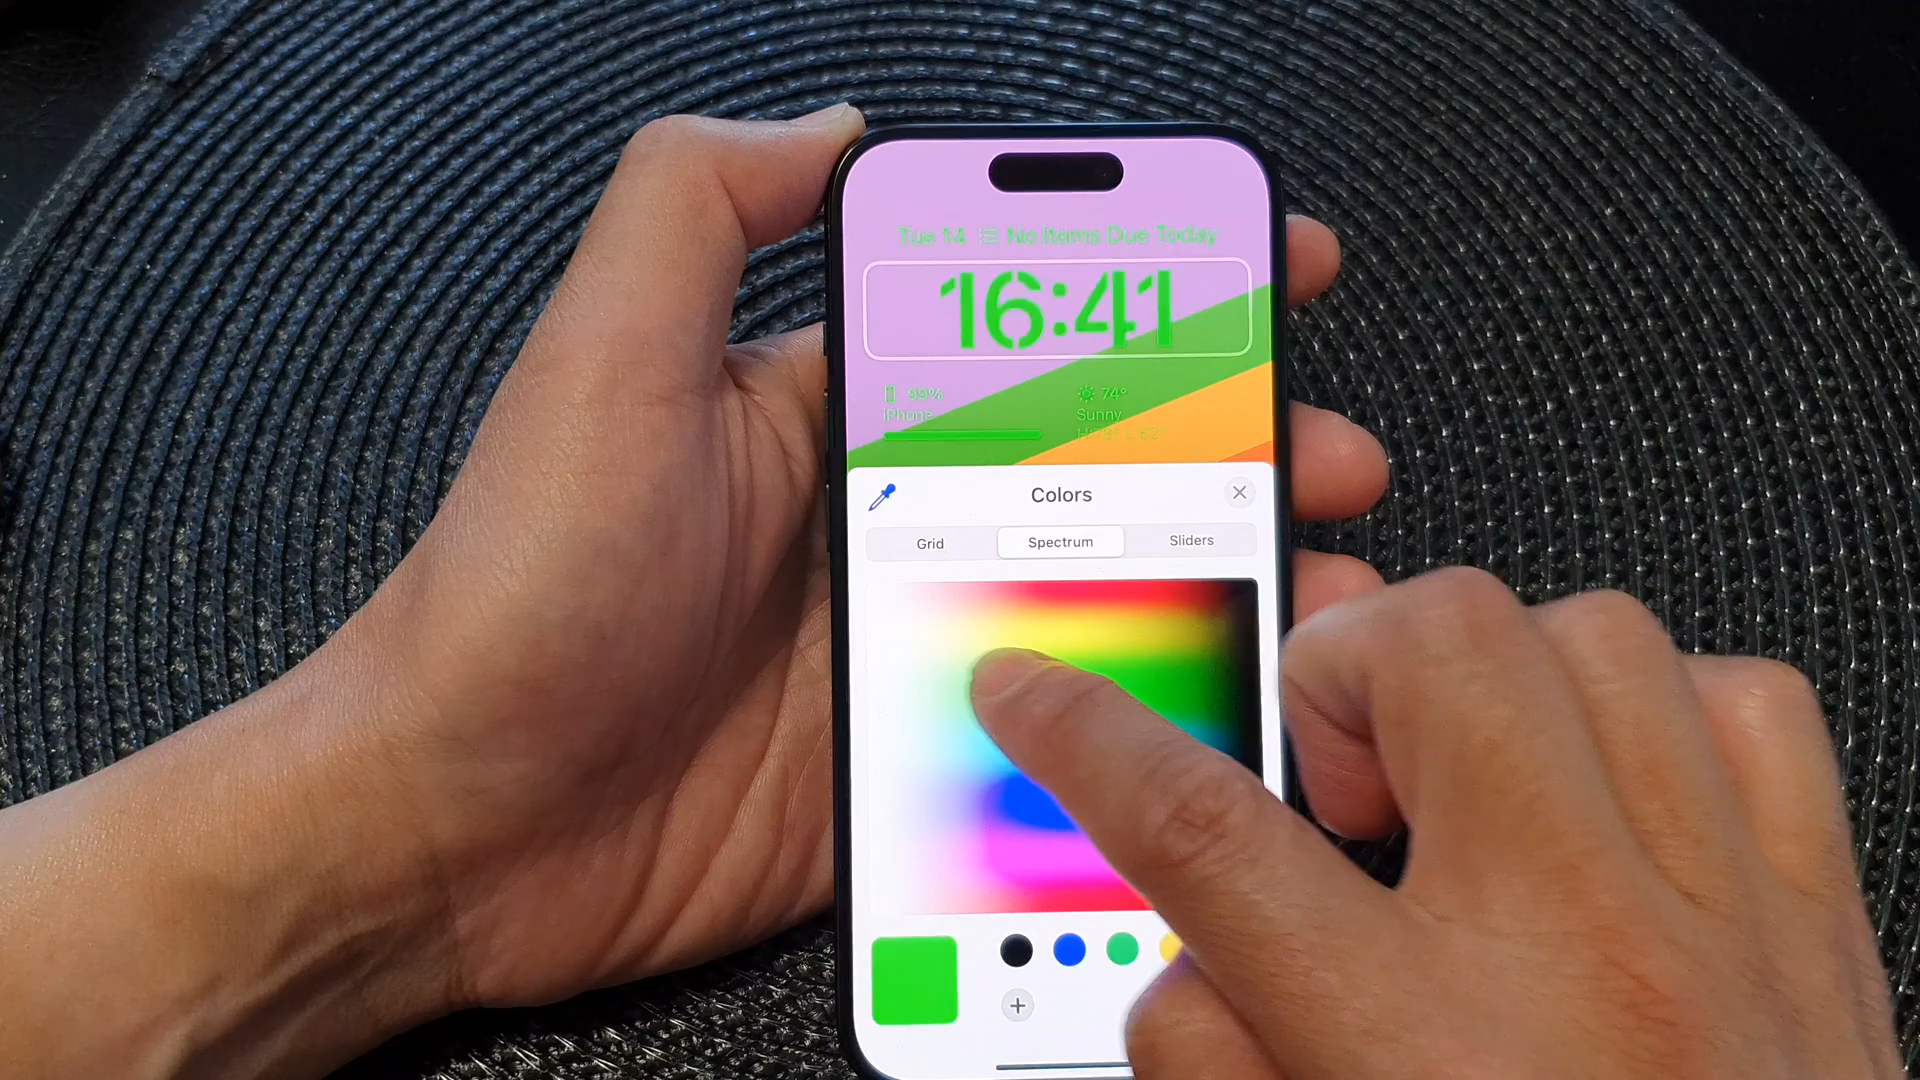 Tue 14 No Items Due Today
16:41
99%
iPhone
74°
Sunny
Colors
Grid Spectrum Sliders